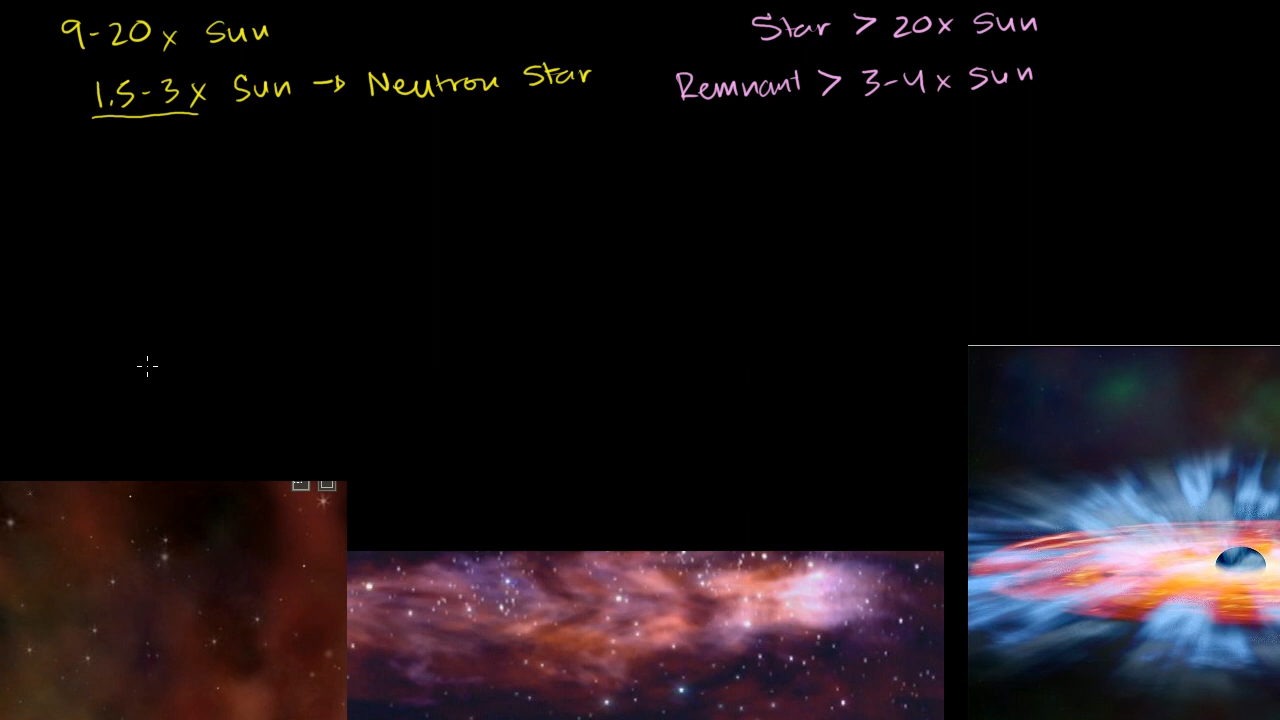 9-20x Sun
1.5-3x Sun → Neutron Star
Star > 20x Sun
Remnant > 3-4x Sun